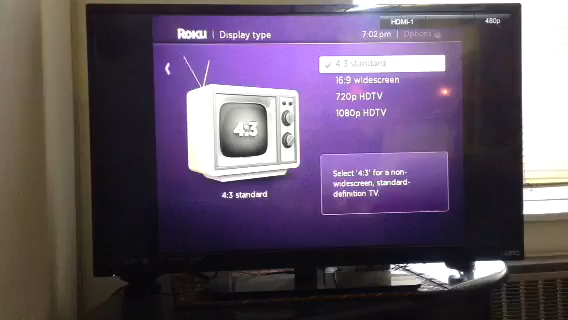 HDMI-1
480p
Roku | Display type
7:02 pm | Options
4:3 standard
16:9 widescreen
720p HDTV
1080p HDTV
4:3
4:3 standard
Select '4:3' for a non-
widescreen, standard-
definition TV.